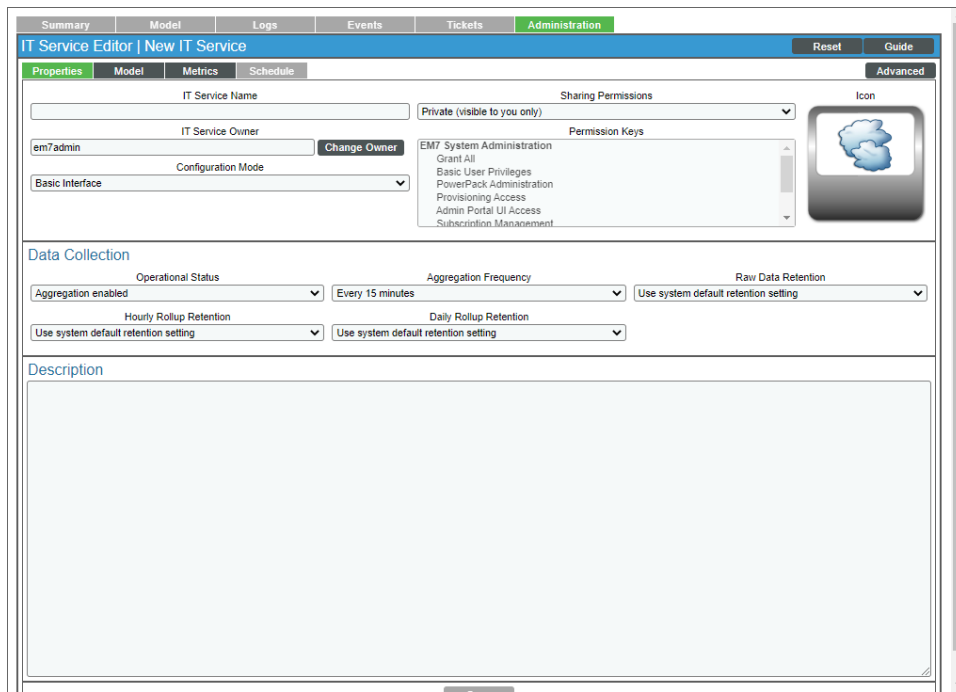 Summary Model Logs Events Tickets Administration
IT Service Editor | New IT Service Reset Guide
Properties Model Metrics Schedule Advanced
IT Service Name Sharing Permissions Icon
Private (visible to you only)
IT Service Owner Permission Keys
em7admin Change Owner EM7 System Administration
Grant All
Configuration Mode Basic User Privileges
Basic Interface PowerPack Administration
Provisioning Access
Admin Portal UI Access
Subscription Management
Data Collection
Operational Status Aggregation Frequency Raw Data Retention
Aggregation enabled Every 15 minutes Use system default retention setting
Hourly Rollup Retention Daily Rollup Retention
Use system default retention setting Use system default retention setting
Description